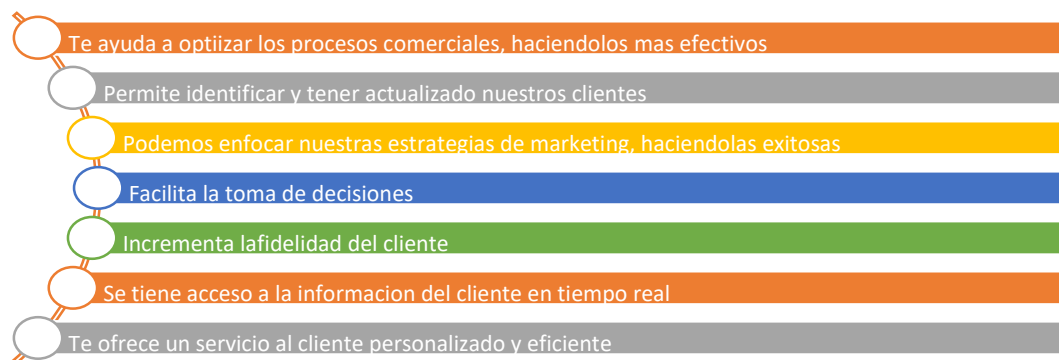 Te ayuda a optiizar los procesos comerciales, haciendolos mas efectivos
Permite identificar y tener actualizado nuestros clientes
Podemos enfocar nuestras estrategias de marketing, haciendolas exitosas
Facilita la toma de decisiones
Incrementa lafidelidad del cliente
Se tiene acceso a la informacion del cliente en tiempo real
Te ofrece un servicio al cliente personalizado y eficiente